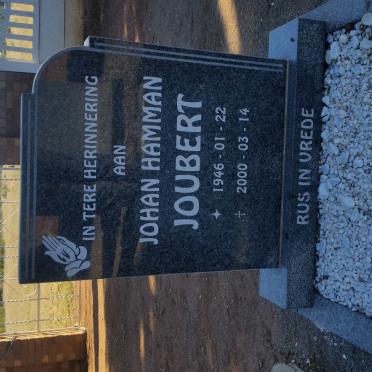 IN TERE HERINNERING
AAN
JOHAN HAMMAN
JOUBERT
✦ 1946 - 01 - 22
✝ 2000 - 03 - 14
RUS IN VREDE